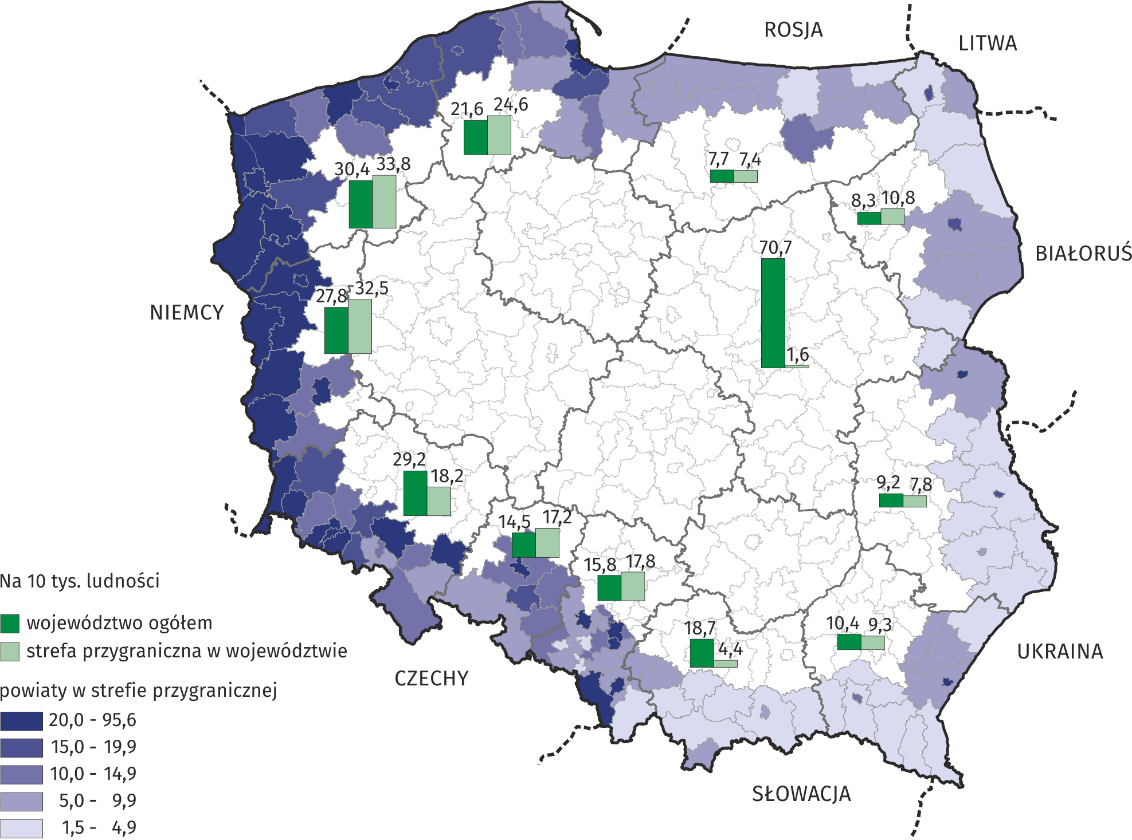 ROSJA
LITWA
21,6 24,6
30,4 33,8
7,7 7,4
8,3 10,8
70,7
1,6
BIAŁORUŚ
NIEMCY
27,8 32,5
29,2
18,2
9,2 7,8
14,5 17,2
15,8 17,8
18,7
4,4
10,4 9,3
UKRAINA
CZECHY
SŁOWACJA
Na 10 tys. ludności
województwo ogółem
strefa przygraniczna w województwie
powiaty w strefie przygranicznej
20,0 - 95,6
15,0 - 19,9
10,0 - 14,9
5,0 - 9,9
1,5 - 4,9